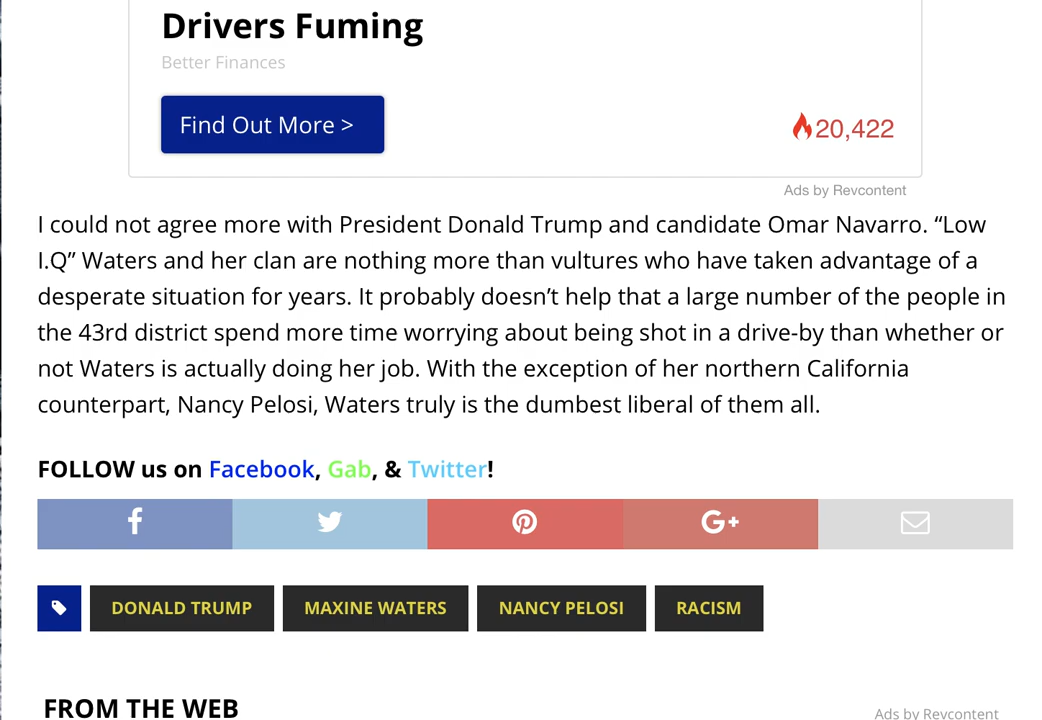 Drivers Fuming
Better Finances
Find Out More >
20,422
Ads by Revcontent
I could not agree more with President Donald Trump and candidate Omar Navarro. “Low
I.Q” Waters and her clan are nothing more than vultures who have taken advantage of a
desperate situation for years. It probably doesn’t help that a large number of the people in
the 43rd district spend more time worrying about being shot in a drive-by than whether or
not Waters is actually doing her job. With the exception of her northern California
counterpart, Nancy Pelosi, Waters truly is the dumbest liberal of them all.
FOLLOW us on Facebook, Gab, & Twitter!
f G+
DONALD TRUMP MAXINE WATERS NANCY PELOSI RACISM
FROM THE WEB
Ads by Revcontent